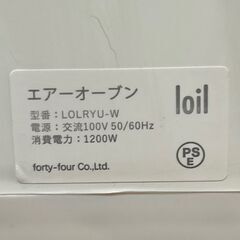 エアーオーブン
loil
型番：LOLRYU-W
電源：交流100V 50/60Hz
消費電力：1200W
PS
E
forty-four Co.,Ltd.